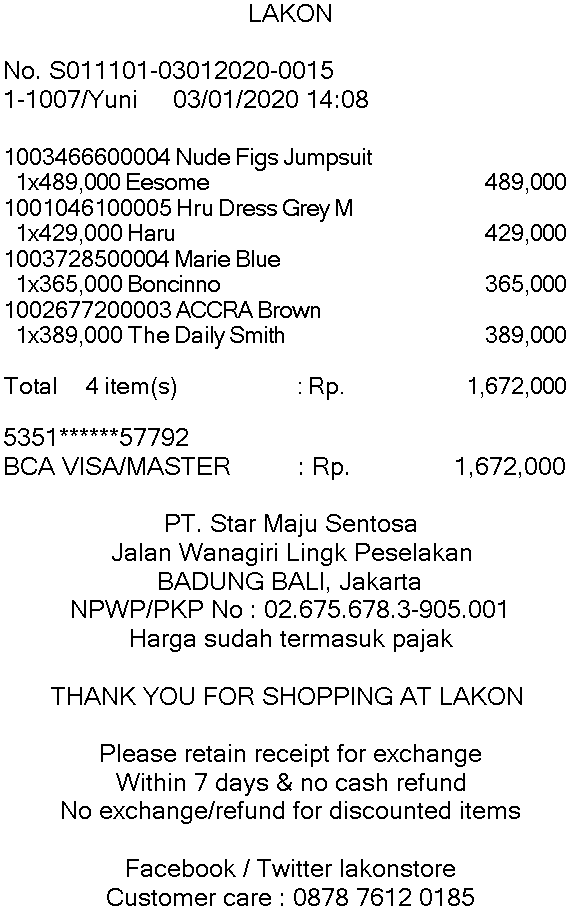 LAKON
No. S011101-03012020-0015
1-1007/Yuni 03/01/2020 14:08
1003466600004 Nude Figs Jumpsuit
1x489,000 Eesome 489,000
1001046100005 Hru Dress Grey M
1x429,000 Haru 429,000
1003728500004 Marie Blue
1x365,000 Boncinno 365,000
1002677200003 ACCRA Brown
1x389,000 The Daily Smith 389,000
Total 4 item(s) : Rp. 1,672,000
5351******57792
BCA VISA/MASTER : Rp. 1,672,000
PT. Star Maju Sentosa
Jalan Wanagiri Lingk Peselakan
BADUNG BALI, Jakarta
NPWP/PKP No : 02.675.678.3-905.001
Harga sudah termasuk pajak
THANK YOU FOR SHOPPING AT LAKON
Please retain receipt for exchange
Within 7 days & no cash refund
No exchange/refund for discounted items
Facebook / Twitter lakonstore
Customer care : 0878 7612 0185